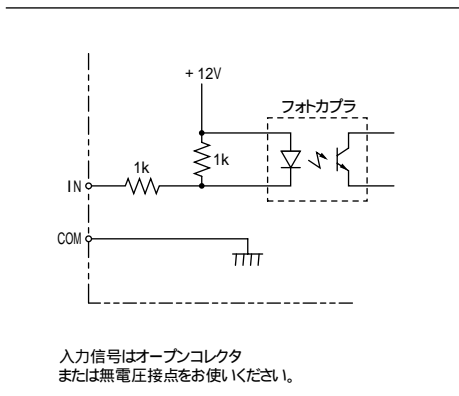 + 12V
フォトカプラ
1k
1k
IN
COM
入力信号はオープンコレクタ
または無電圧接点をお使いください。